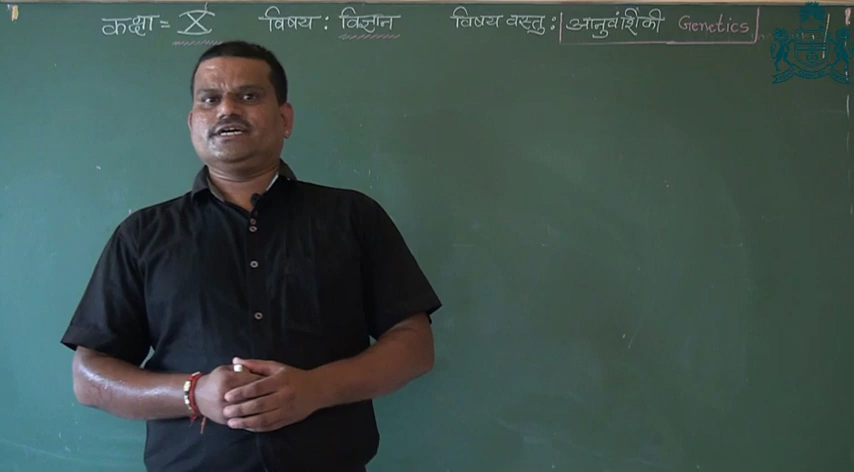 कक्षा = X विषय : विज्ञान विषय वस्तु : आनुवंशिकी Genetics